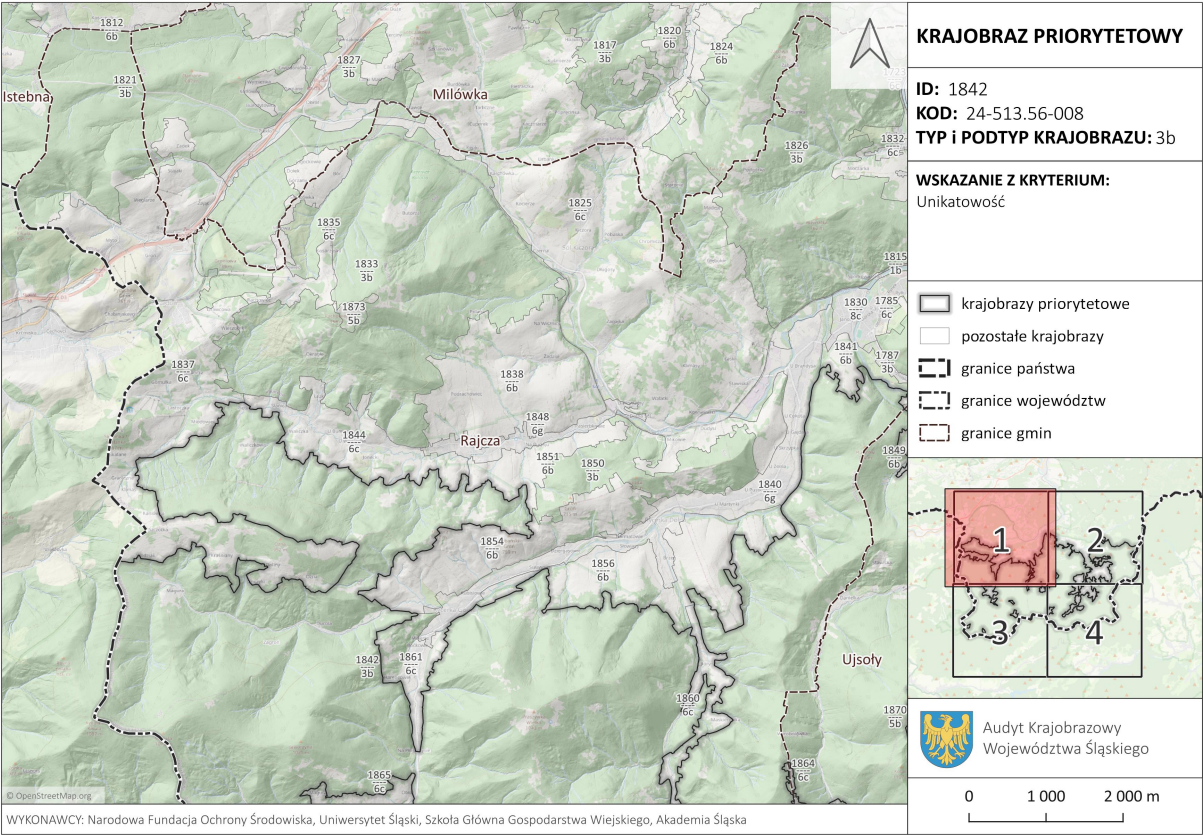 1812
6b
1821
3b
Istebna
1827
3b
Milówka
1817
3b
1820
6b
1824
6b
1832
6c
1826
3b
1825
6c
1835
6c
1833
3b
1873
5b
1815
1b
1830
8c
1785
6c
1841
6b
1787
3b
1837
6c
1838
6b
1848
6g
1844
6c
Rajcza
1851
6b
1850
3b
1849
6b
1840
6g
1854
6b
1856
6b
1842
3b
1861
6c
Ujsoły
1860
6c
1870
5b
1864
6c
1865
6c
© OpenStreetMap.org
WYKONAWCY: Narodowa Fundacja Ochrony Środowiska, Uniwersytet Śląski, Szkoła Główna Gospodarstwa Wiejskiego, Akademia Śląska
KRAJOBRAZ PRIORYTETOWY
ID: 1842
KOD: 24-513.56-008
TYP i PODTYP KRAJOBRAZU: 3b
WSKAZANIE Z KRYTERIUM:
Unikatowość
krajobrazy priorytetowe
pozostałe krajobrazy
granice państwa
granice województw
granice gmin
1
2
3
4
Audyt Krajobrazowy
Województwa Śląskiego
0 1 000 2 000 m